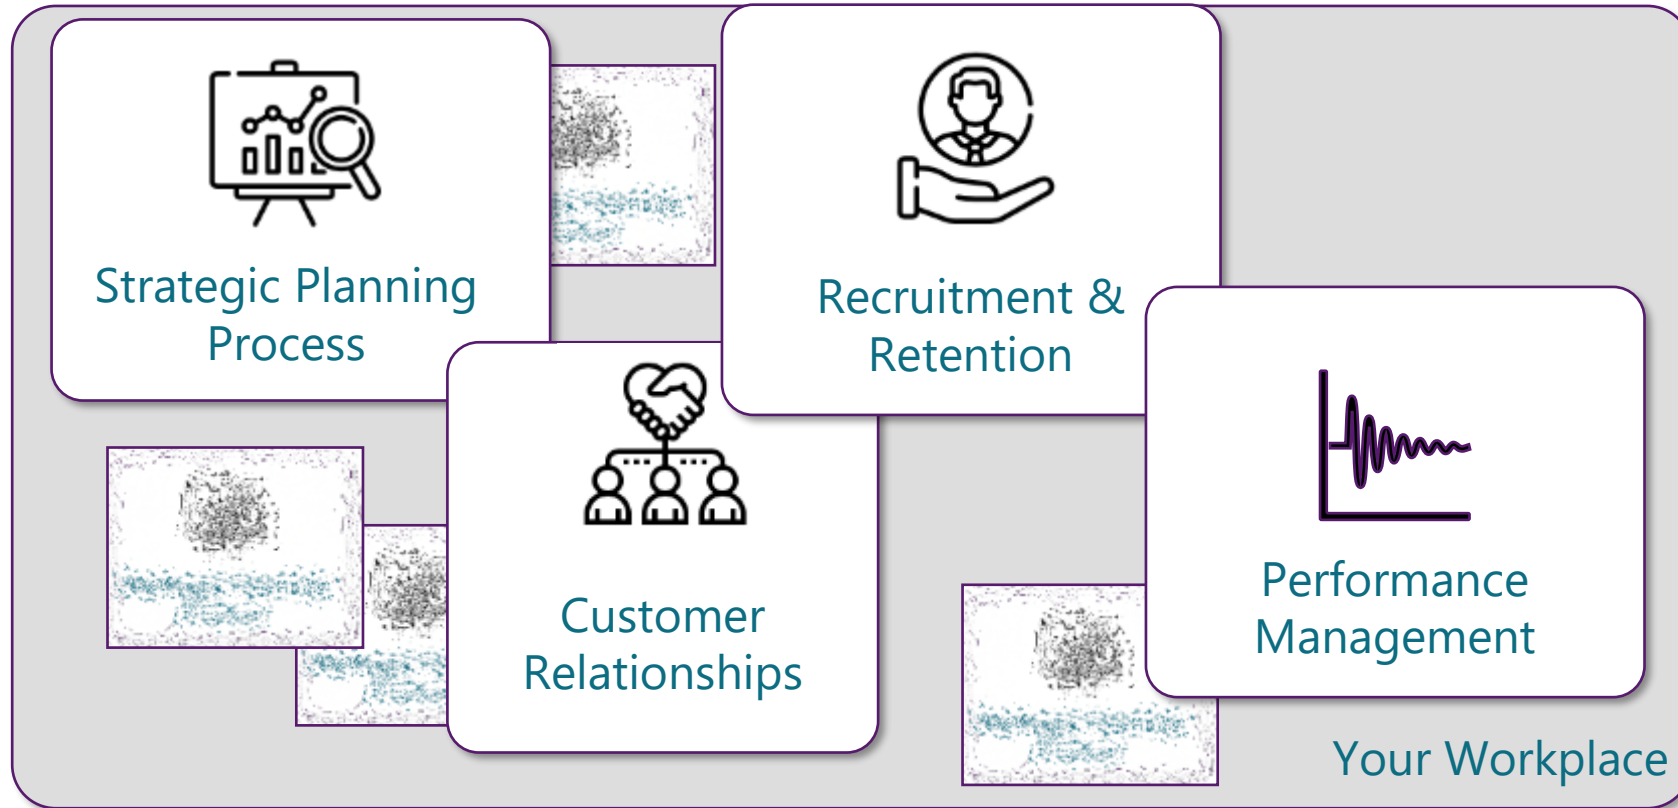 Strategic Planning
Process
Recruitment &
Retention
Customer
Relationships
Performance
Management
Your Workplace